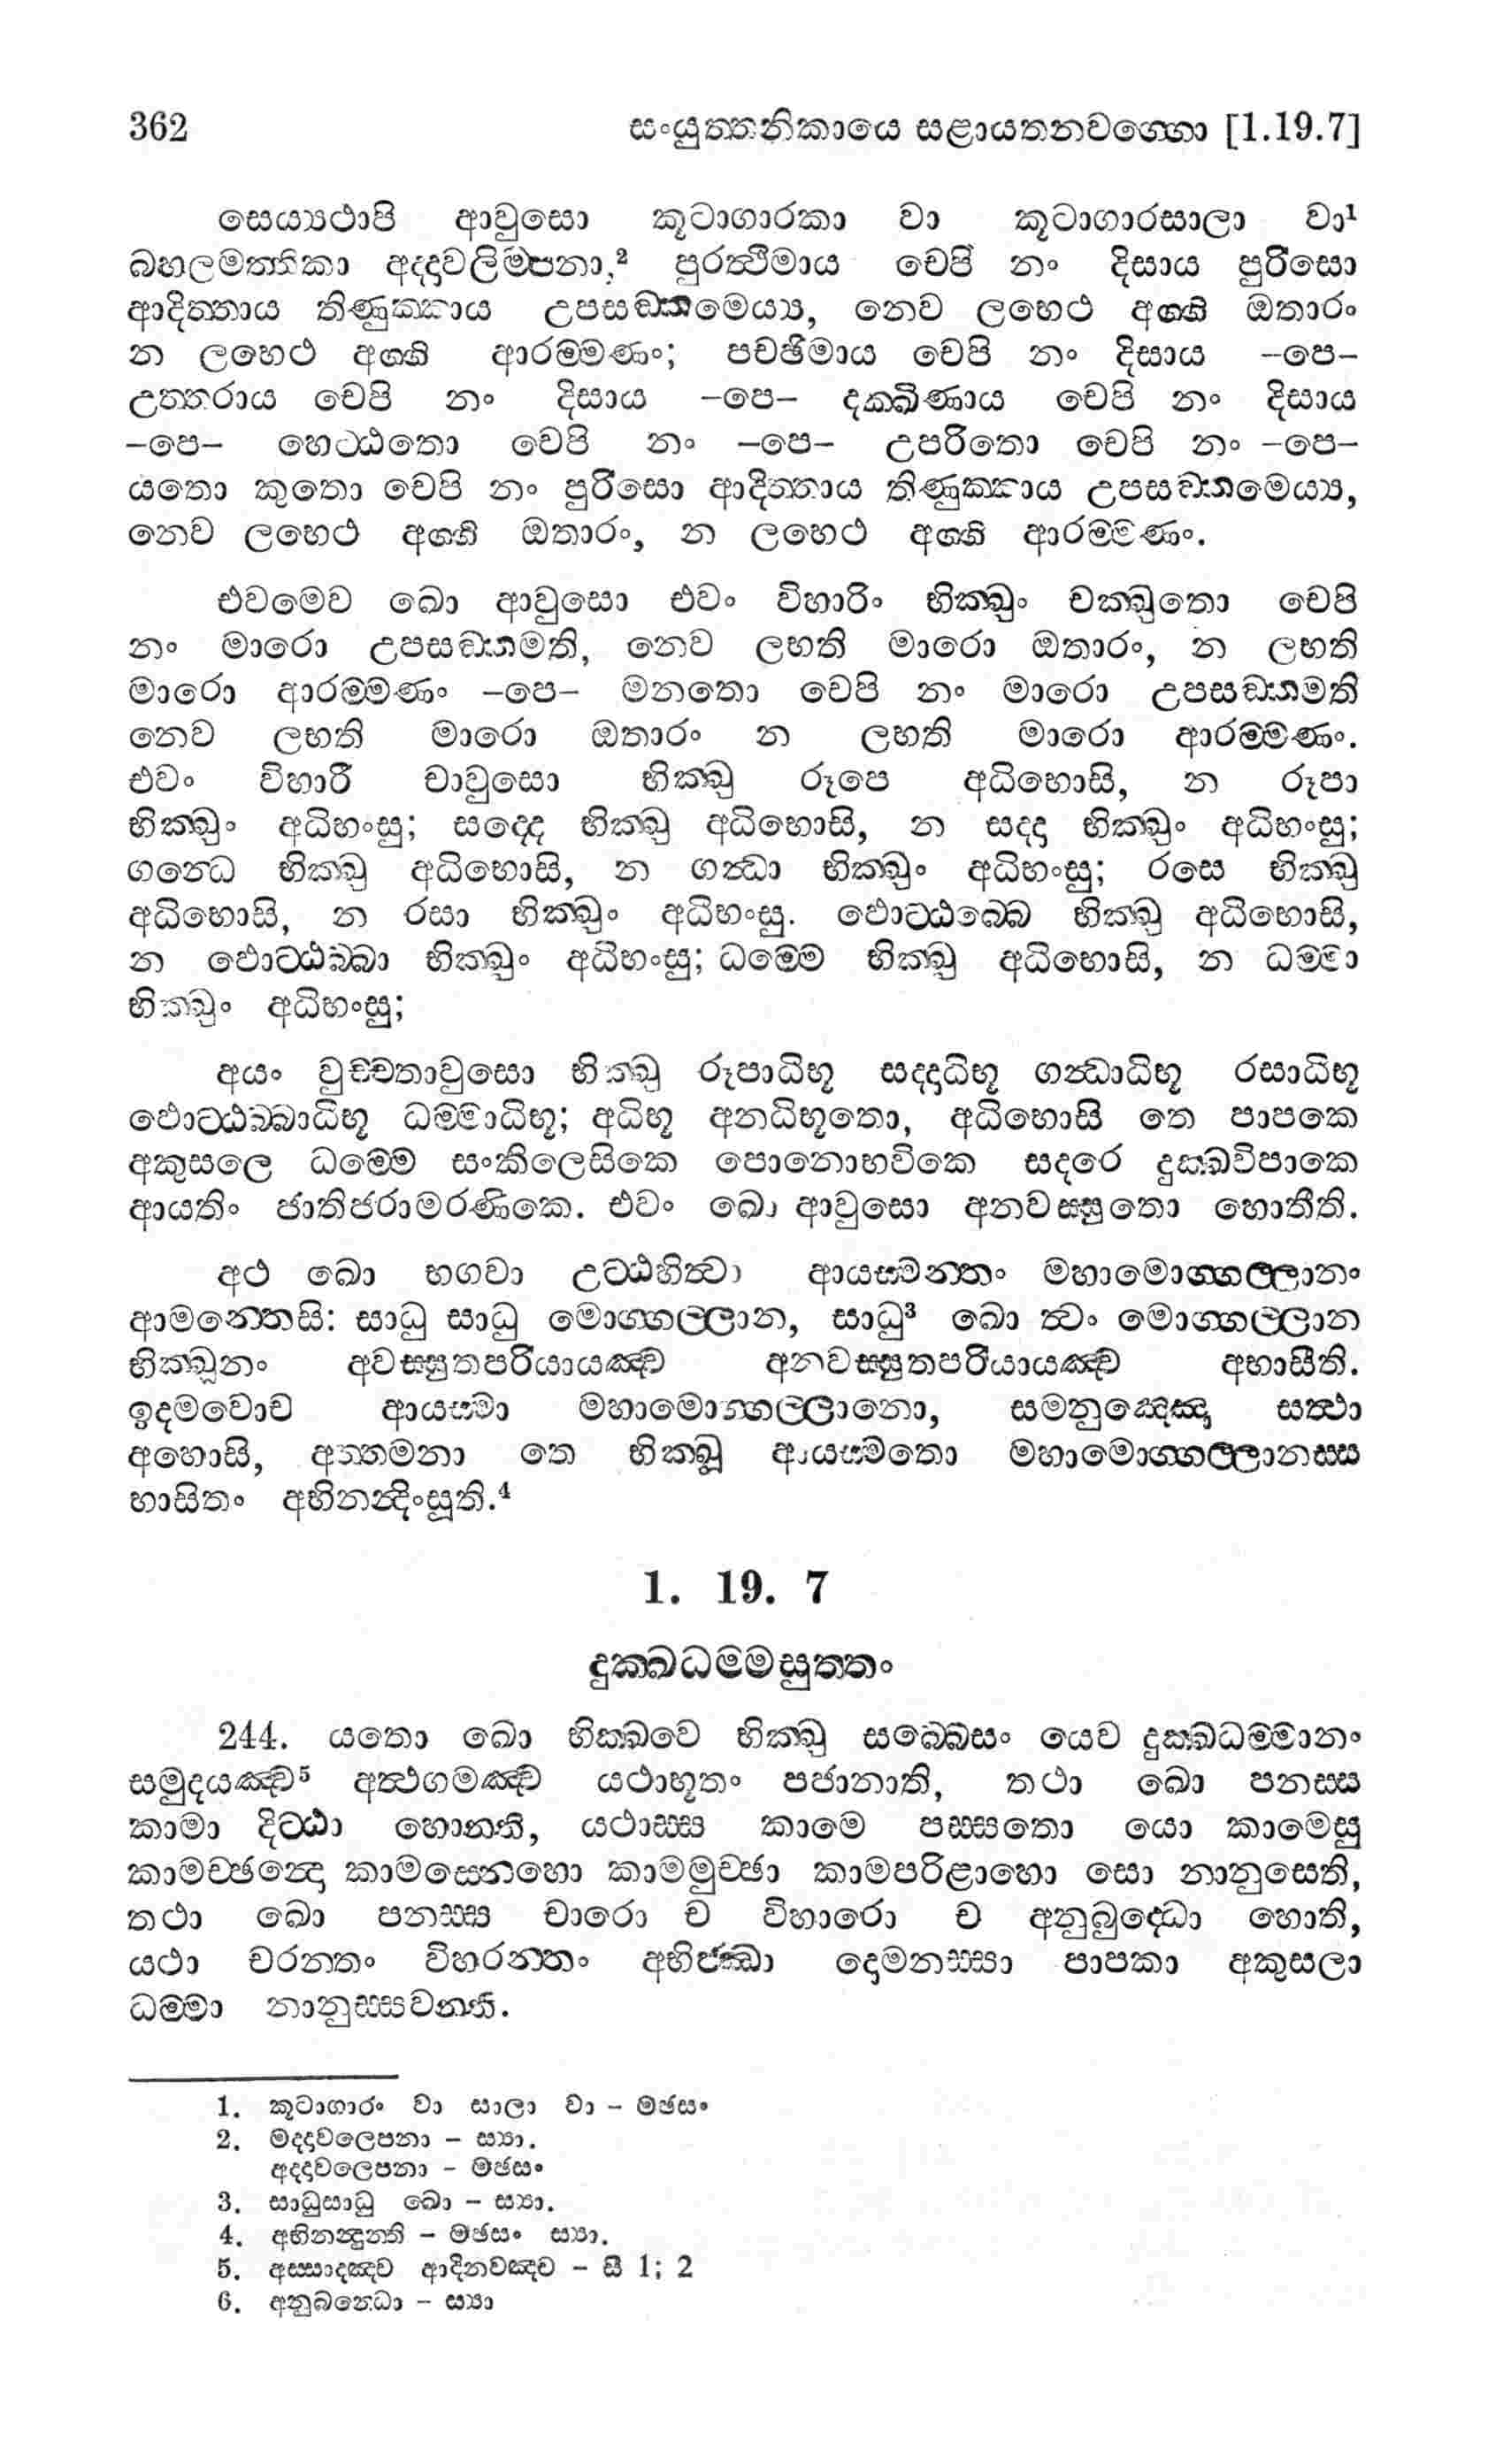 362 සංයුත්තනිකායෙ සළායතනවග්ගො [1.19.7]
සෙය්‍යථාපි ආවුසො කූටාගාරකා වා කූටාගාරසාලා වා¹
බහලමත්තිකා අද්දාවලිම්පනා,² පුරත්ථිමාය චෙපි නං දිසාය පුරිසො
ආදිත්තාය තිණුක්කාය උපසඞ්කමෙය්‍ය, නෙව ලභෙථ අග්ගි ඔතාරං
න ලභෙථ අග්ගි ආරම්මණං; පච්ඡිමාය චෙපි නං දිසාය –පෙ–
උත්තරාය චෙපි නං දිසාය –පෙ– දක්ඛිණාය චෙපි නං දිසාය
–පෙ– හෙට්ඨතො චෙපි නං –පෙ– උපරිතො චෙපි නං –පෙ–
යතො කුතො චෙපි නං පුරිසො ආදිත්තාය තිණුක්කාය උපසඞ්කමෙය්‍ය,
නෙව ලභෙථ අග්ගි ඔතාරං, න ලභෙථ අග්ගි ආරම්මණං.
එවමෙව ඛො ආවුසො එවං විහාරිං භික්ඛුං චක්ඛුතො චෙපි
නං මාරො උපසඞ්කමති, නෙව ලභති මාරො ඔතාරං, න ලභති
මාරො ආරම්මණං –පෙ– මනතො චෙපි නං මාරො උපසඞ්කමති
නෙව ලභති මාරො ඔතාරං න ලභති මාරො ආරම්මණං.
එවං විහාරී චාවුසො භික්ඛු රූපෙ අධිභොසි, න රූපා
භික්ඛුං අධිභංසු; සද්දෙ භික්ඛු අධිභොසි, න සද්දා භික්ඛුං අධිභංසු;
ගන්ධෙ භික්ඛු අධිභොසි, න ගන්ධා භික්ඛුං අධිභංසු; රසෙ භික්ඛු
අධිභොසි, න රසා භික්ඛුං අධිභංසු. ඵොට්ඨබ්බෙ භික්ඛු අධිභොසි,
න ඵොට්ඨබ්බා භික්ඛුං අධිභංසු; ධම්මෙ භික්ඛු අධිභොසි, න ධම්මා
භික්ඛුං අධිභංසු;
අයං වුච්චතාවුසො භික්ඛු රූපාධිභූ සද්දාධිභූ ගන්ධාධිභූ රසාධිභූ
ඵොට්ඨබ්බාධිභූ ධම්මාධිභූ; අධිභූ අනධිභූතො, අධිභොසි තෙ පාපකෙ
අකුසලෙ ධම්මෙ සංකිලෙසිකෙ පොනොභවිකෙ සදරෙ දුක්ඛවිපාකෙ
ආයතිං ජාතිජරාමරණිකෙ. එවං ඛො ආවුසො අනවස්සුතො හොතීති.
අථ ඛො භගවා උට්ඨහිත්වා ආයස්මන්තං මහාමොග්ගල්ලානං
ආමන්තෙසි: සාධු සාධු මොග්ගල්ලාන, සාධු³ ඛො ත්වං මොග්ගල්ලාන
භික්ඛූනං අවස්සුතපරියායඤ්ච අනවස්සුතපරියායඤ්ච අභාසීති.
ඉදමවොච ආයස්මා මහාමොග්ගල්ලානො, සමනුඤ්ඤො සත්ථා
අහොසි, අත්තමනා තෙ භික්ඛූ ආයස්මතො මහාමොග්ගල්ලානස්ස
භාසිතං අභිනන්දිංසූති.⁴
1. 19. 7
දුක්ඛධම්මසුත්තං
244. යතො ඛො භික්ඛවෙ භික්ඛු සබ්බෙසං යෙව දුක්ඛධම්මානං
සමුදයඤ්ච⁵ අත්ථගමඤ්ච යථාභූතං පජානාති, තථා ඛො පනස්ස
කාමා දිට්ඨා හොන්ති, යථාස්ස කාමෙ පස්සතො යො කාමෙසු
කාමච්ඡන්දො කාමස්නෙහො කාමමුච්ඡා කාමපරිළාහො සො නානුසෙති,
තථා ඛො පනස්ස චාරො ච විහාරො ච අනුබුද්ධො හොති,
යථා චරන්තං විහරන්තං අභිජ්ඣා දොමනස්සා පාපකා අකුසලා
ධම්මා නානුස්සවන්ති.
1. කූටාගාරං වා සාලා වා – මඡසං
2. මද්දාවලෙපනා – ස්‍යා.
අද්දාවලෙපනා – මඡසං
3. සාධුසාධු ඛො – ස්‍යා.
4. අභිනන්දුන්ති – මඡසං ස්‍යා.
5. අස්සාදඤ්ච ආදිනවඤ්ච – සී 1; 2
6. අනුබන්ධො – ස්‍යා